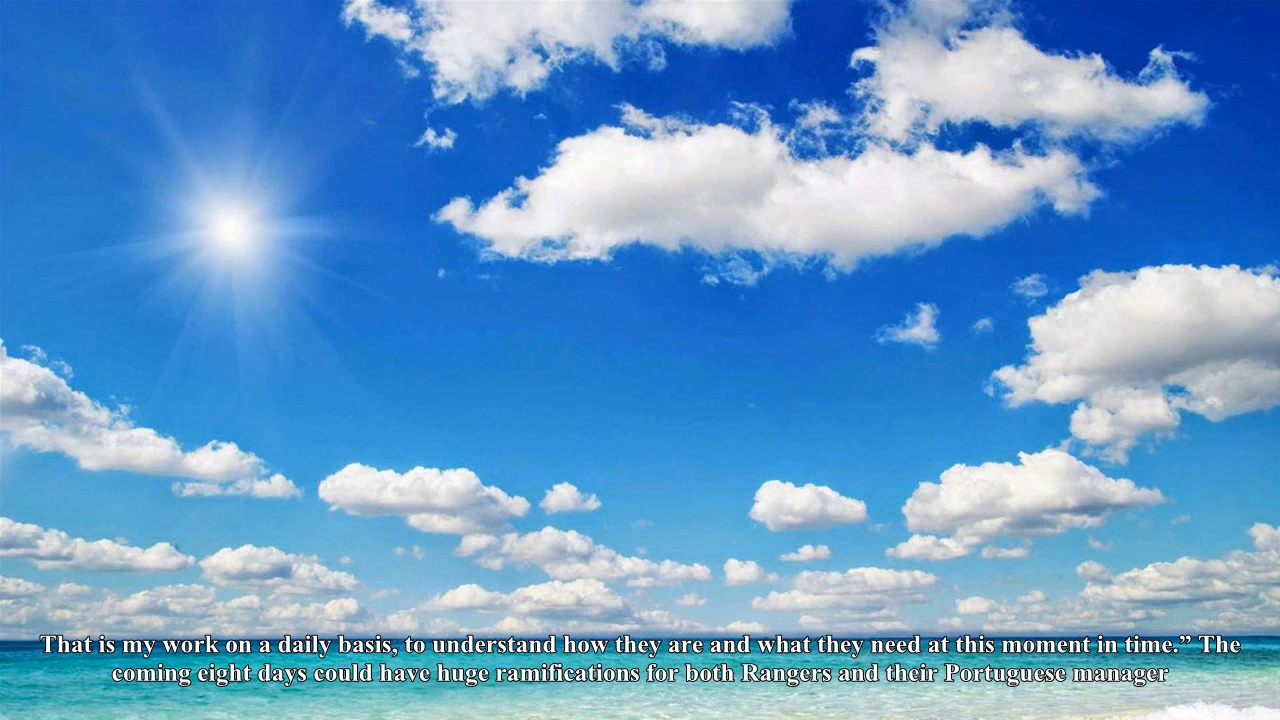 That is my work on a daily basis, to understand how they are and what they need at this moment in time.” The
coming eight days could have huge ramifications for both Rangers and their Portuguese manager